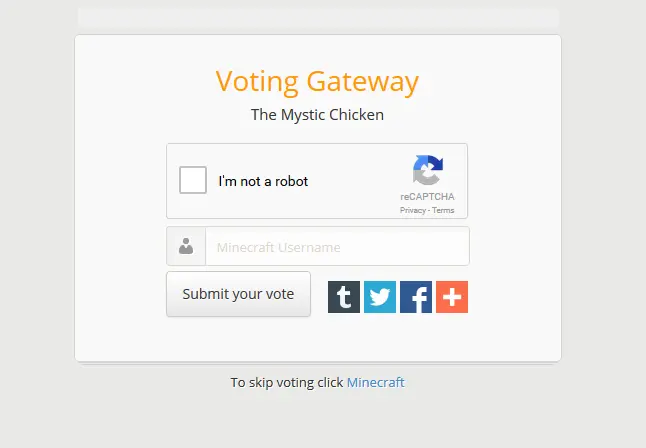 Voting Gateway
The Mystic Chicken
I'm not a robot
reCAPTCHA
Privacy - Terms
Minecraft Username
Submit your vote
To skip voting click Minecraft